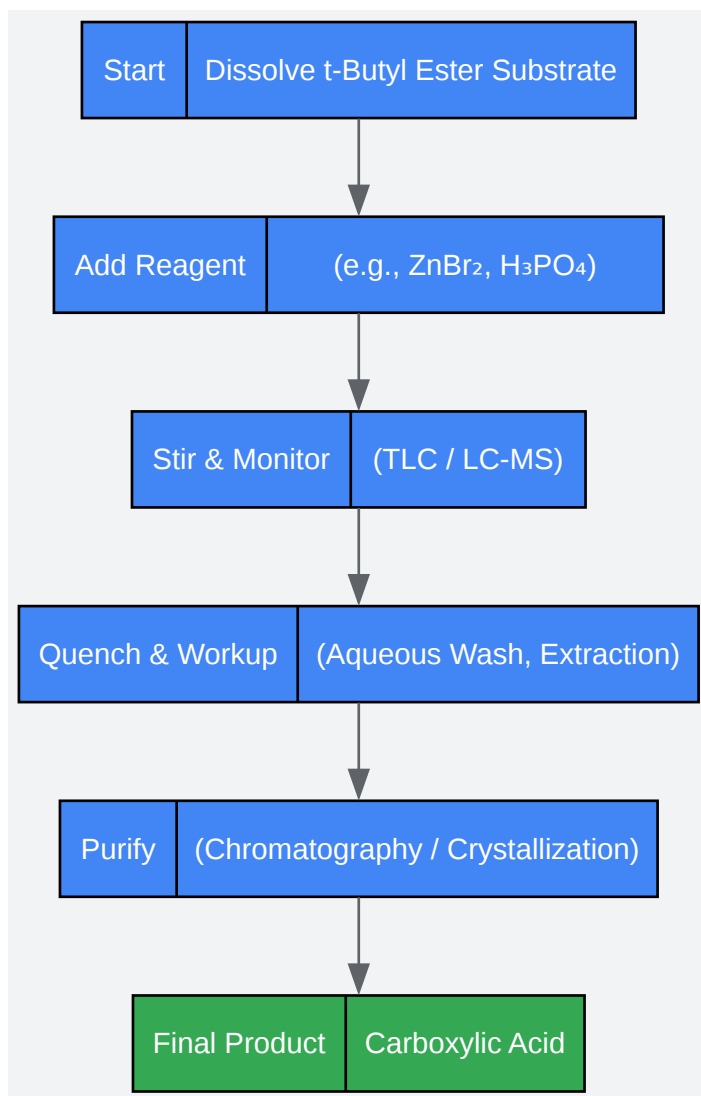 Start Dissolve t-Butyl Ester Substrate
Add Reagent (e.g., ZnBr₂, H₃PO₄)
Stir & Monitor (TLC / LC-MS)
Quench & Workup (Aqueous Wash, Extraction)
Purify (Chromatography / Crystallization)
Final Product Carboxylic Acid